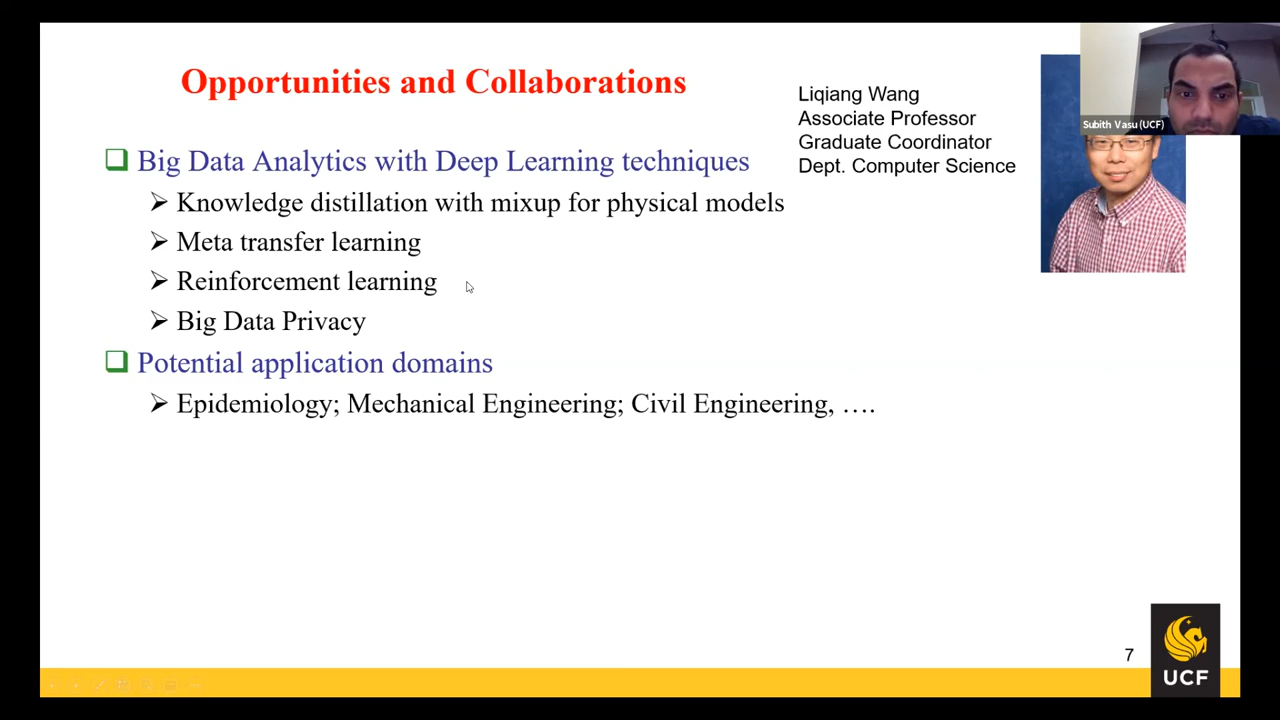 Opportunities and Collaborations
Liqiang Wang
Associate Professor
Graduate Coordinator
Dept. Computer Science
Subith Vasu (UCF)
Big Data Analytics with Deep Learning techniques
Knowledge distillation with mixup for physical models
Meta transfer learning
Reinforcement learning
Big Data Privacy
Potential application domains
Epidemiology; Mechanical Engineering; Civil Engineering, ….
7
UCF